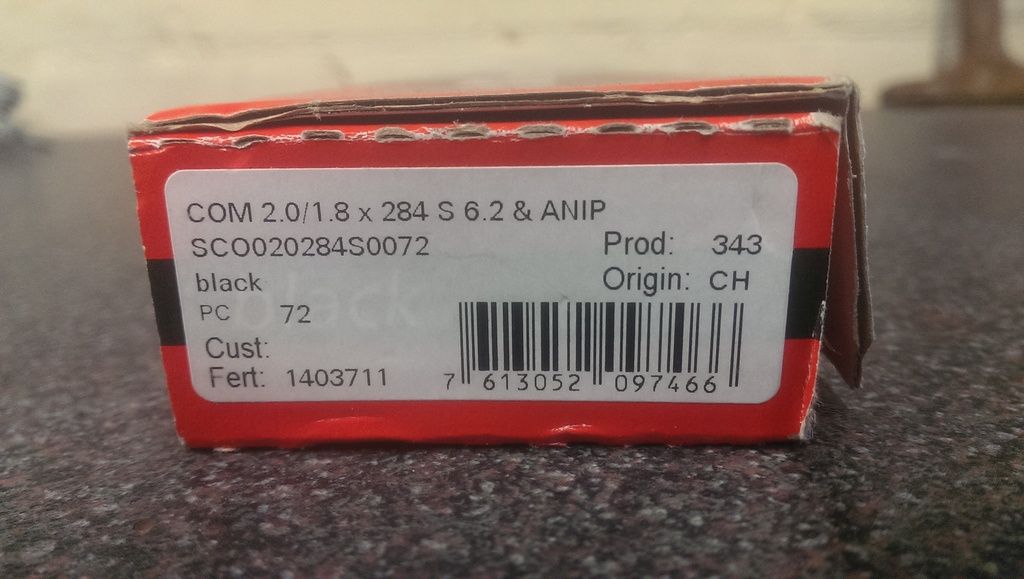 COM 2.0/1.8 x 284 S 6.2 & ANIP
SCO020284S0072
Prod: 343
black
Origin: CH
PC 72
Cust:
Fert: 1403711
7 613052 097466